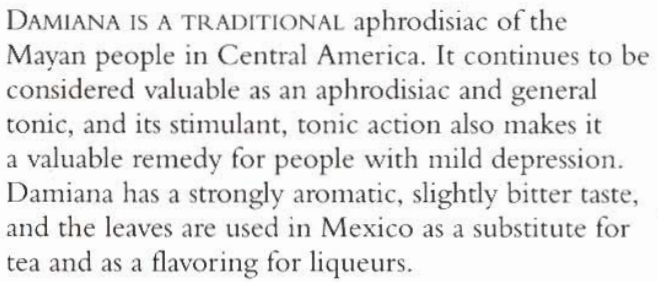 DAMIANA IS A TRADITIONAL aphrodisiac of the
Mayan people in Central America. It continues to be
considered valuable as an aphrodisiac and general
tonic, and its stimulant, tonic action also makes it
a valuable remedy for people with mild depression.
Damiana has a strongly aromatic, slightly bitter taste,
and the leaves are used in Mexico as a substitute for
tea and as a flavoring for liqueurs.